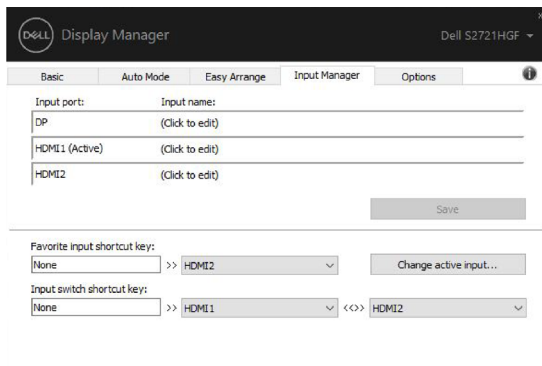 DELL Display Manager Dell S2721HGF
Basic Auto Mode Easy Arrange Input Manager Options
Input port: Input name:
DP (Click to edit)
HDMI1 (Active) (Click to edit)
HDMI2 (Click to edit)
Save
Favorite input shortcut key:
None >> HDMI2 Change active input...
Input switch shortcut key:
None >> HDMI1 <<>> HDMI2